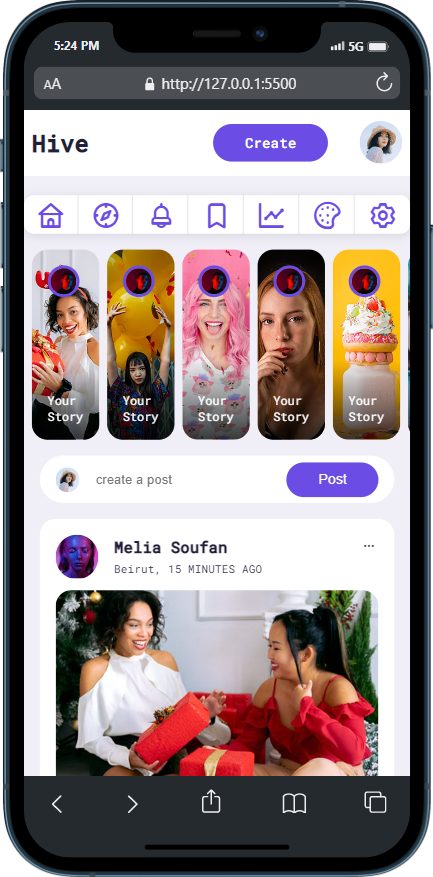 5:24 PM 5G
AA http://127.0.0.1:5500
Hive Create
Your Story
Your Story
Your Story
Your Story
Your Story
create a post Post
Melia Soufan ...
Beirut, 15 MINUTES AGO